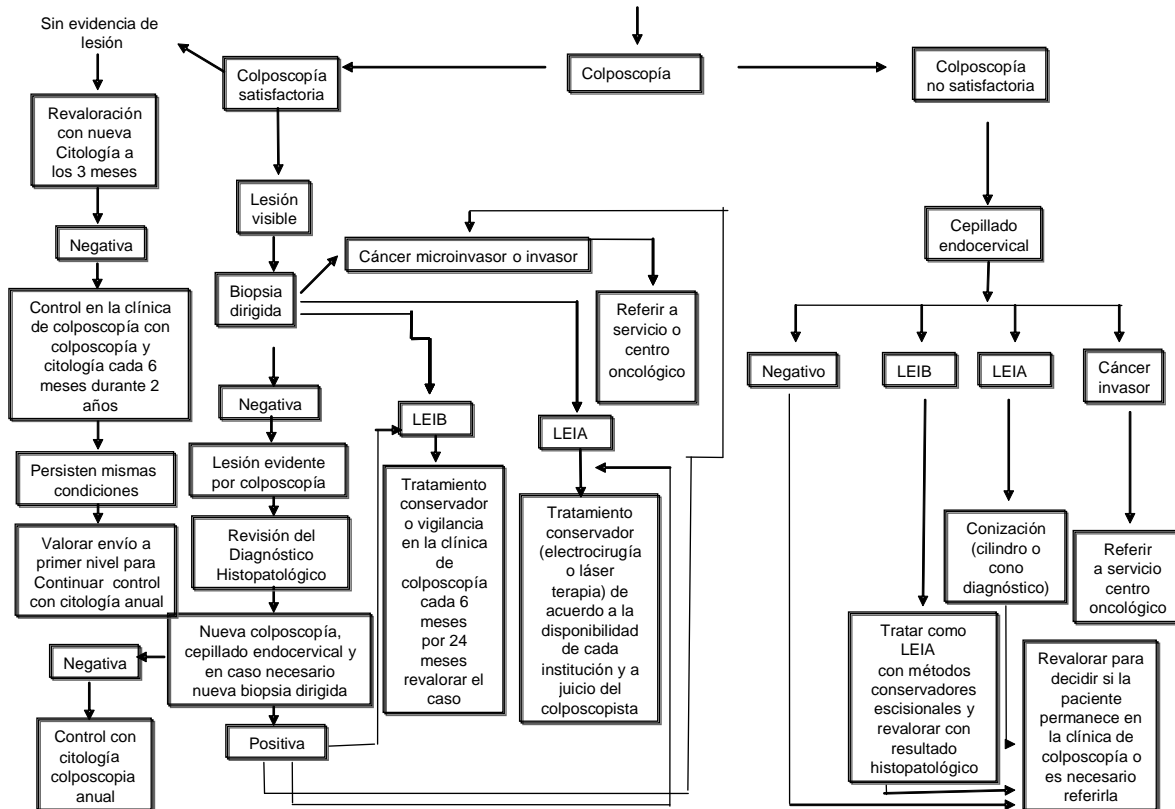 Sin evidencia de
lesión
Colposcopía
satisfactoria
Colposcopía
Colposcopía
no satisfactoria
Revaloración
con nueva
Citología a
los 3 meses
Lesión
visible
Cepillado
endocervical
Negativa
Cáncer microinvasor o invasor
Biopsia
dirigida
Control en la clínica
de colposcopía con
colposcopía y
citología cada 6
meses durante 2
años
Referir a
servicio o
centro
oncológico
Negativo
LEIB
LEIA
Cáncer
invasor
Negativa
LEIB
LEIA
Persisten mismas
condiciones
Lesión evidente
por colposcopía
Tratamiento
conservador
o vigilancia
en la clínica
de
colposcopía
cada 6
meses
por 24
meses
revalorar el
caso
Tratamiento
conservador
(electrocirugía
o láser
terapia) de
acuerdo a la
disponibilidad
de cada
institución y a
juicio del
colposcopista
Valorar envío a
primer nivel para
Continuar control
con citología anual
Revisión del
Diagnóstico
Histopatológico
Conización
(cilindro o
cono
diagnóstico)
Referir
a servicio
centro
oncológico
Nueva colposcopía,
cepillado endocervical y
en caso necesario
nueva biopsia dirigida
Negativa
Tratar como
LEIA
con métodos
conservadores
escisionales y
revalorar con
resultado
histopatológico
Revalorar para
decidir si la
paciente
permanece en
la clínica de
colposcopía o
es necesario
referirla
Control con
citología
colposcopia
anual
Positiva